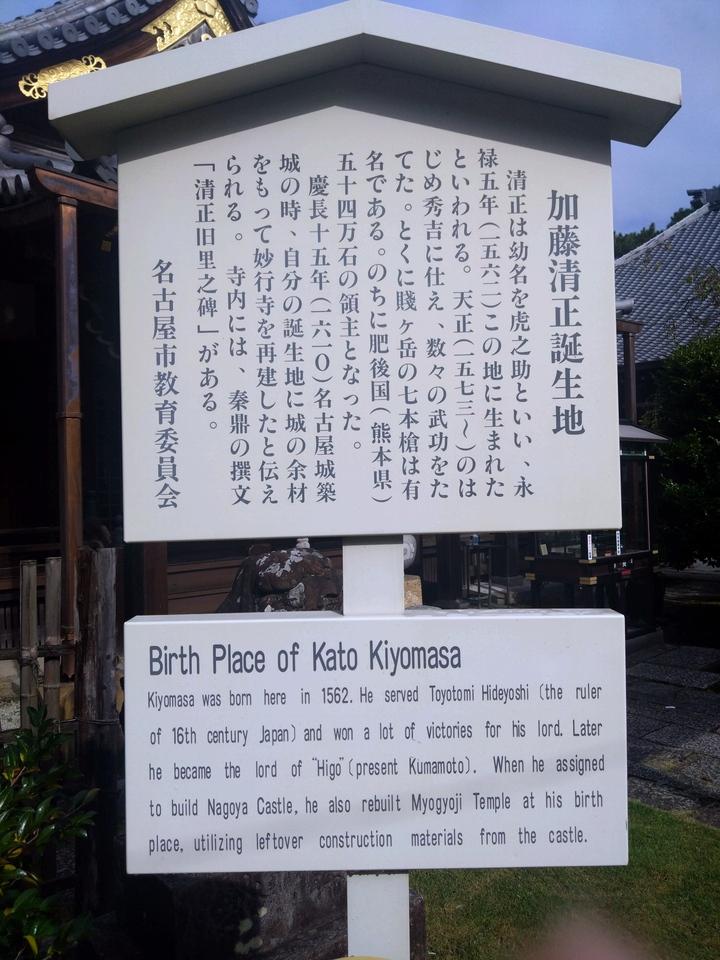 加藤清正誕生地
清正は幼名を虎之助といい、永
禄五年(一五六二)この地に生まれた
といわれる。天正(一五七三〜)のは
じめ秀吉に仕え、数々の武功をた
てた。とくに賤ヶ岳の七本槍は有
名である。のちに肥後国(熊本県)
五十四万石の領主となった。
慶長十五年(一六一〇)名古屋城築
城の時、自分の誕生地に城の余材
をもって妙行寺を再建したと伝え
られる。寺内には、秦鼎の撰文
「清正旧里之碑」がある。
名古屋市教育委員会
Birth Place of Kato Kiyomasa
Kiyomasa was born here in 1562. He served Toyotomi Hideyoshi (the ruler
of 16th century Japan) and won a lot of victories for his lord. Later
he became the lord of "Higo" (present Kumamoto). When he assigned
to build Nagoya Castle, he also rebuilt Myogyoji Temple at his birth
place, utilizing leftover construction materials from the castle.